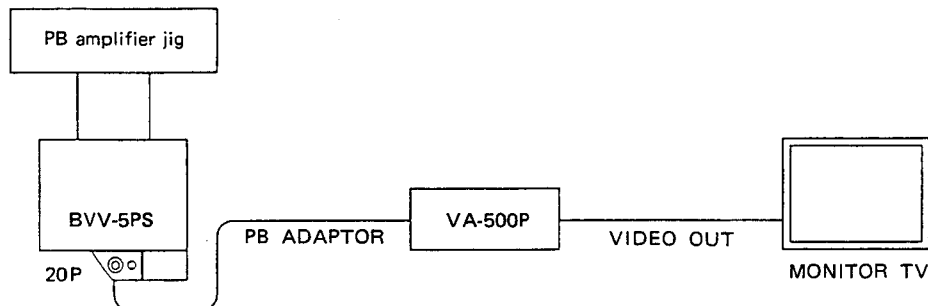 PB amplifier jig
BVV-5PS
20P
PB ADAPTOR
VA-500P
VIDEO OUT
MONITOR TV